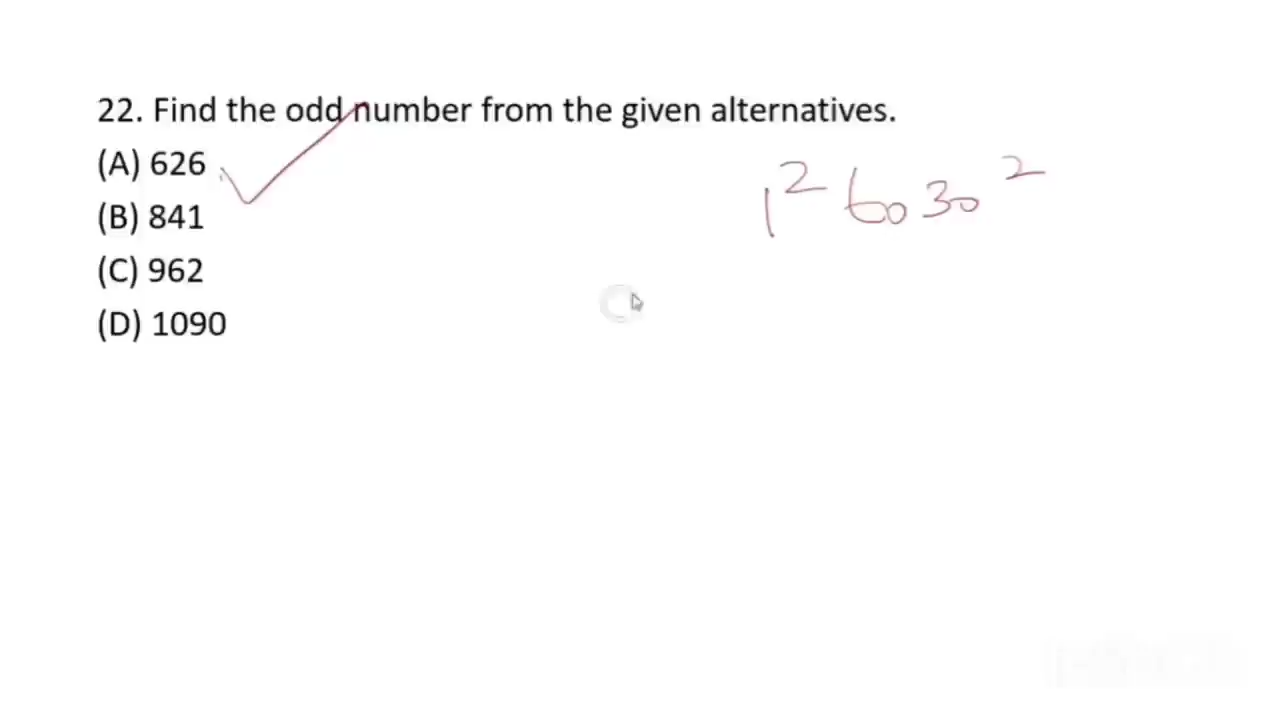 22. Find the odd number from the given alternatives.
(A) 626
(B) 841
(C) 962
(D) 1090
1² to 30²